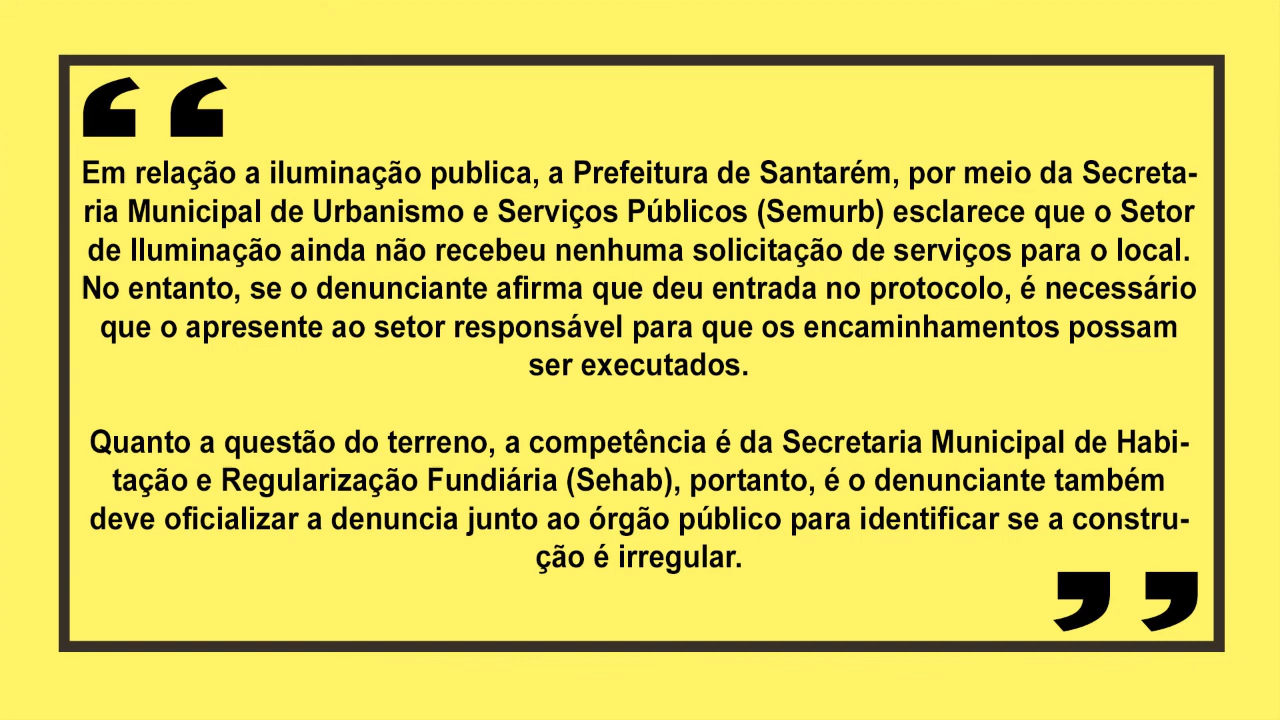 “
Em relação a iluminação publica, a Prefeitura de Santarém, por meio da Secreta-
ria Municipal de Urbanismo e Serviços Públicos (Semurb) esclarece que o Setor
de Iluminação ainda não recebeu nenhuma solicitação de serviços para o local.
No entanto, se o denunciante afirma que deu entrada no protocolo, é necessário
que o apresente ao setor responsável para que os encaminhamentos possam
ser executados.
Quanto a questão do terreno, a competência é da Secretaria Municipal de Habi-
tação e Regularização Fundiária (Sehab), portanto, é o denunciante também
deve oficializar a denuncia junto ao órgão público para identificar se a constru-
ção é irregular.
”